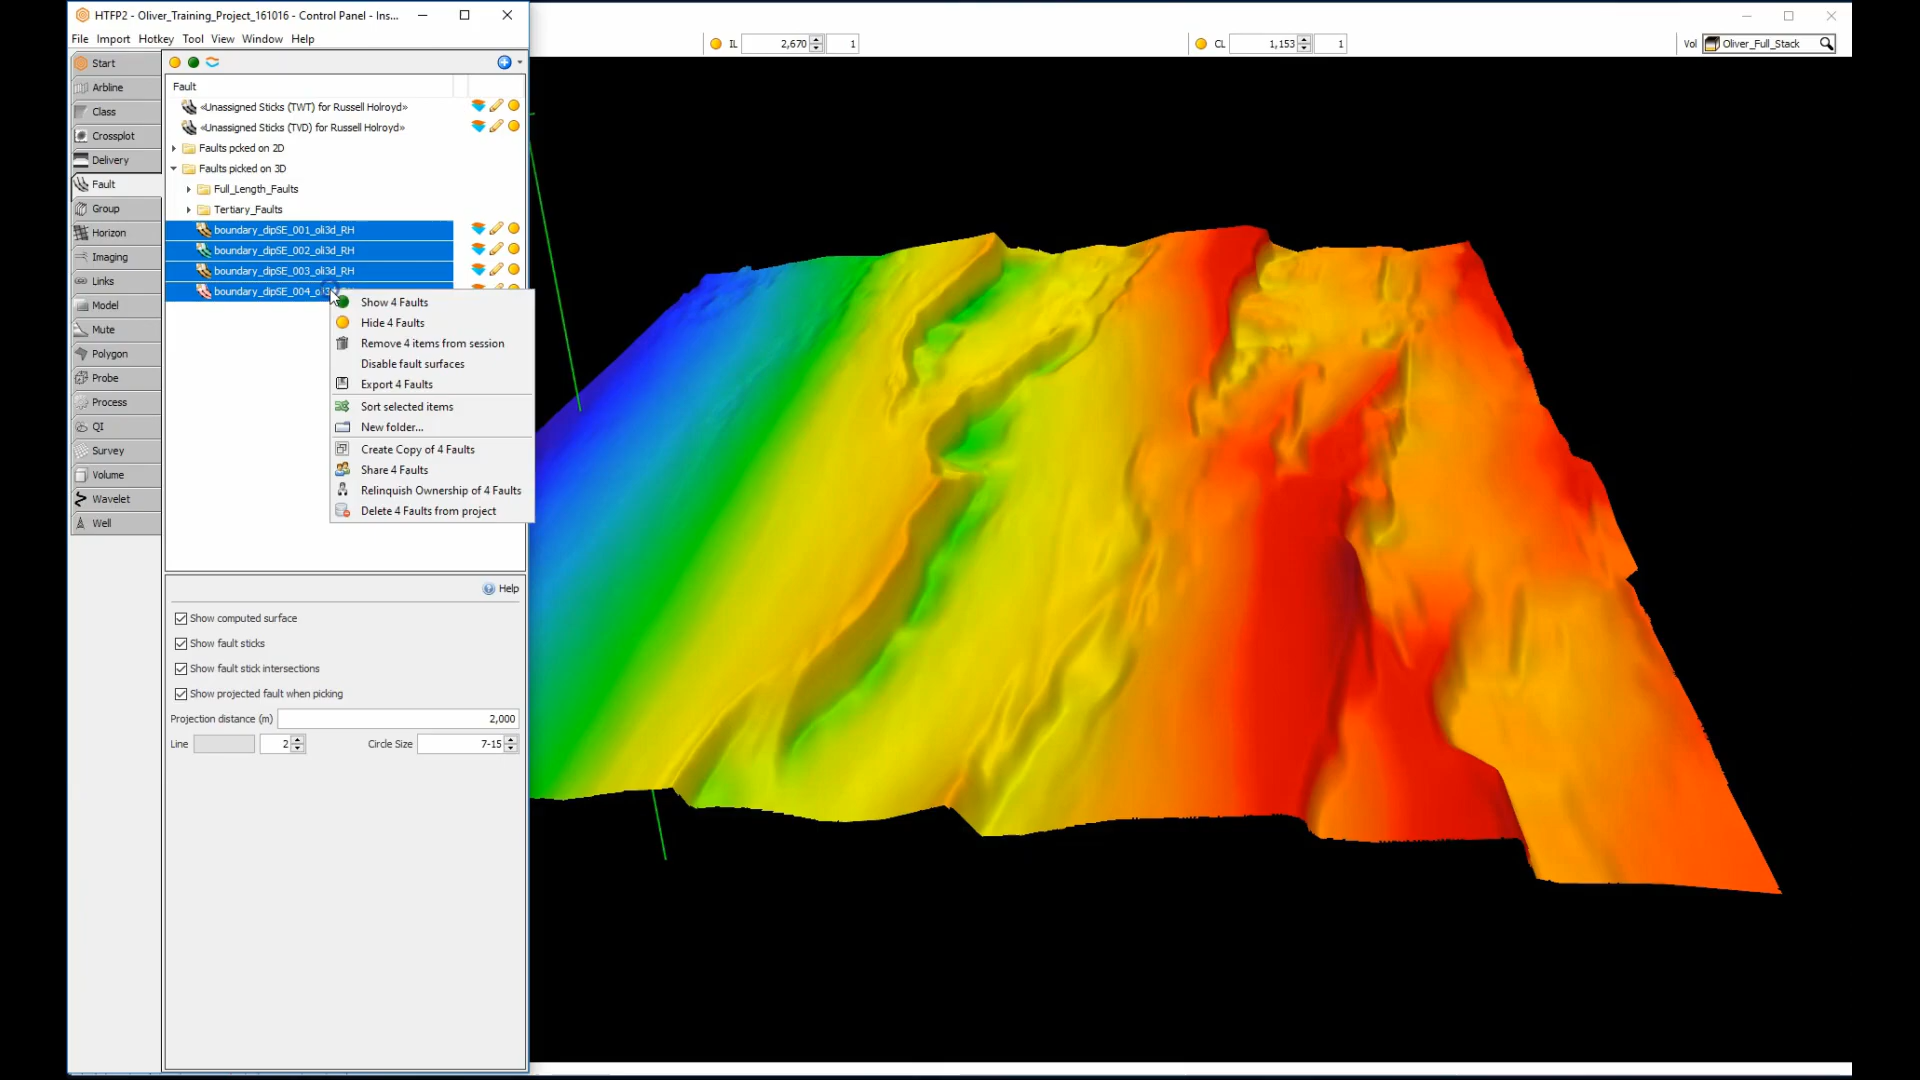 HTFP2 - Oliver_Training_Project_161016 - Control Panel - Ins...
File Import Hotkey Tool View Window Help
IL 2,670 1
CL 1,153 1
Vol Oliver_Full_Stack
Start
Arbline
Class
Crosspplot
Delivery
Fault
Group
Horizon
Imaging
Links
Model
Mute
Polygon
Probe
Process
QI
Survey
Volume
Wavelet
Well
Fault
«Unassigned Sticks (TWT) for Russell Holroyd»
«Unassigned Sticks (TVD) for Russell Holroyd»
Faults pcked on 2D
Faults picked on 3D
Full_Length_Faults
Tertiary_Faults
boundary_dipSE_001_oli3d_RH
boundary_dipSE_002_oli3d_RH
boundary_dipSE_003_oli3d_RH
boundary_dipSE_004_oli3
Show 4 Faults
Hide 4 Faults
Remove 4 items from session
Disable fault surfaces
Export 4 Faults
Sort selected items
New folder...
Create Copy of 4 Faults
Share 4 Faults
Relinquish Ownership of 4 Faults
Delete 4 Faults from project
Help
Show computed surface
Show fault sticks
Show fault stick intersections
Show projected fault when picking
Projection distance (m) 2,000
Line 2 Circle Size 7-15